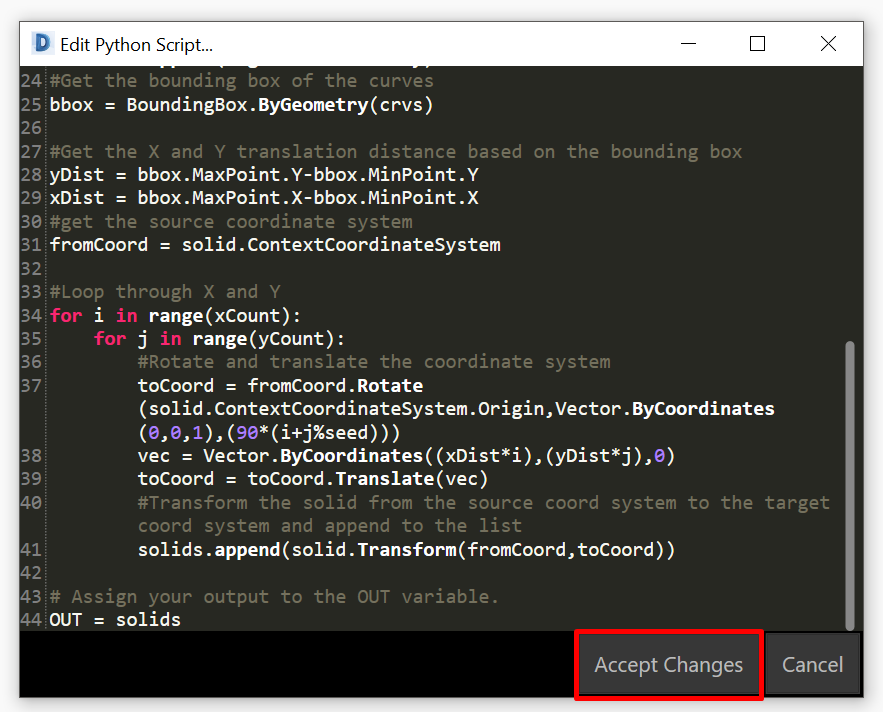 Edit Python Script...
24 #Get the bounding box of the curves
25 bbox = BoundingBox.ByGeometry(crvs)
26
27 #Get the X and Y translation distance based on the bounding box
28 yDist = bbox.MaxPoint.Y-bbox.MinPoint.Y
29 xDist = bbox.MaxPoint.X-bbox.MinPoint.X
30 #get the source coordinate system
31 fromCoord = solid.ContextCoordinateSystem
32
33 #Loop through X and Y
34 for i in range(xCount):
35     for j in range(yCount):
36         #Rotate and translate the coordinate system
37         toCoord = fromCoord.Rotate
(solid.ContextCoordinateSystem.Origin,Vector.ByCoordinates
(0,0,1),(90*(i+j%seed)))
38         vec = Vector.ByCoordinates((xDist*i),(yDist*j),0)
39         toCoord = toCoord.Translate(vec)
40         #Transform the solid from the source coord system to the target
coord system and append to the list
41         solids.append(solid.Transform(fromCoord,toCoord))
42
43 # Assign your output to the OUT variable.
44 OUT = solids
Accept Changes Cancel